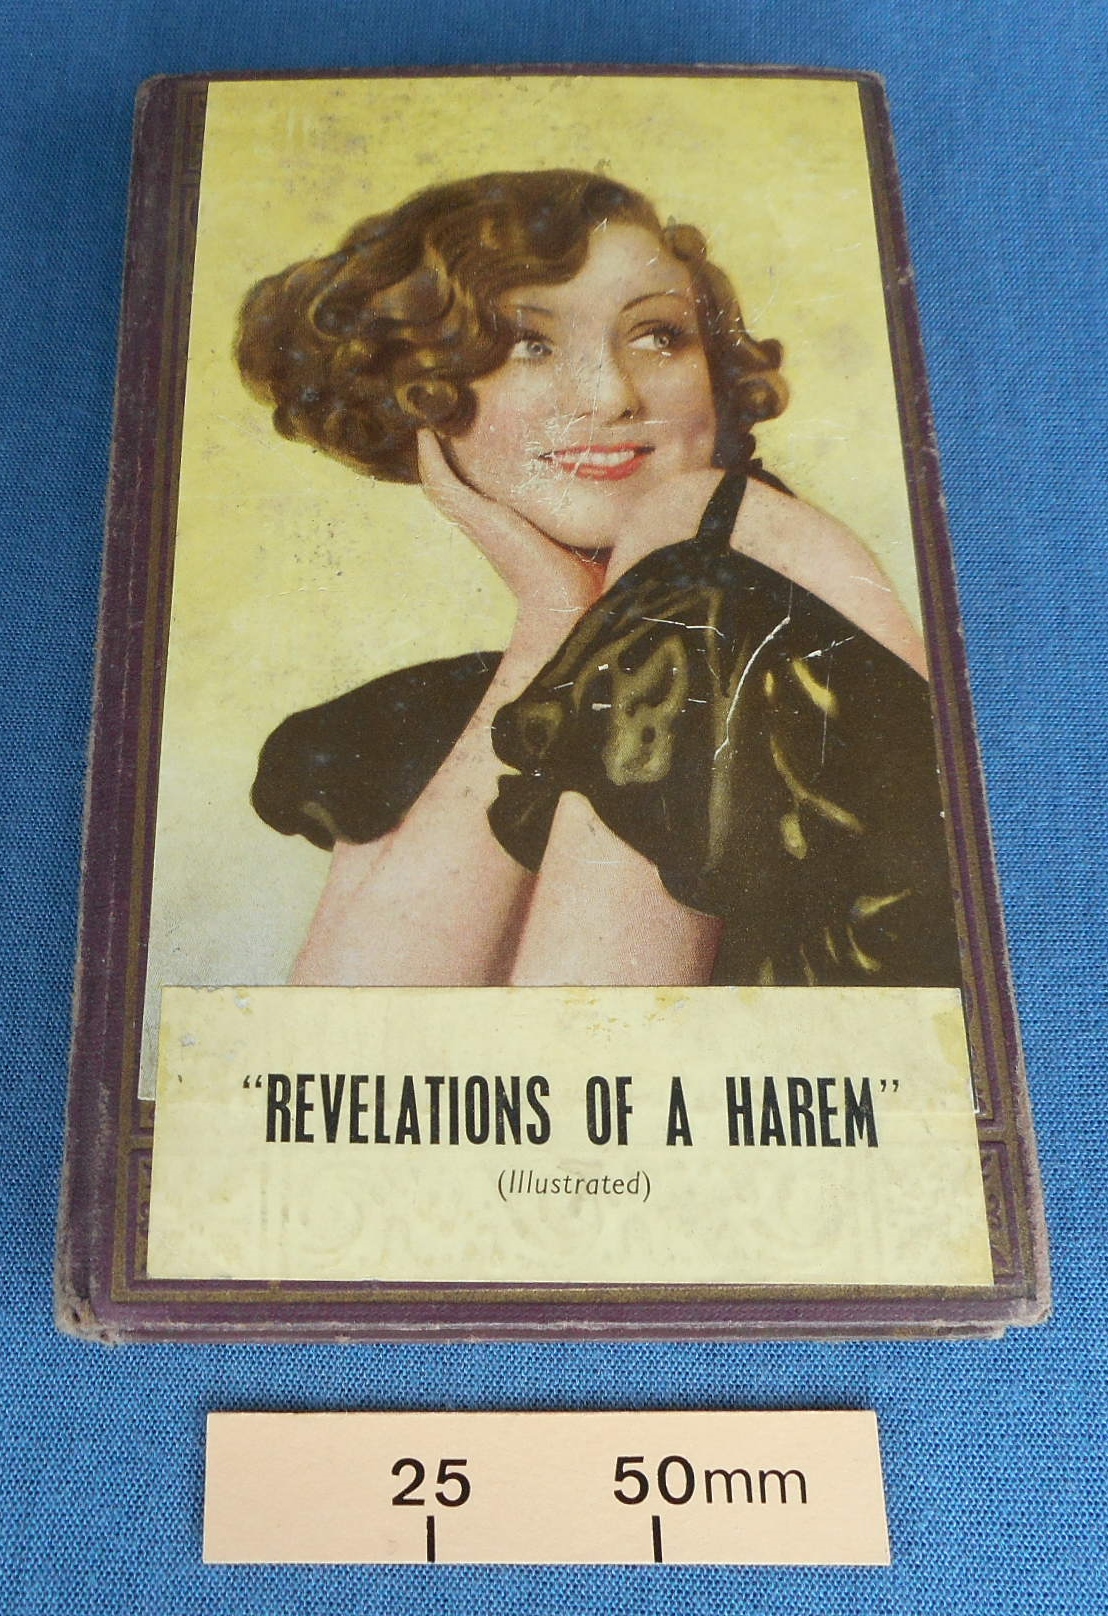 “REVELATIONS OF A HAREM”
(Illustrated)
25 50mm